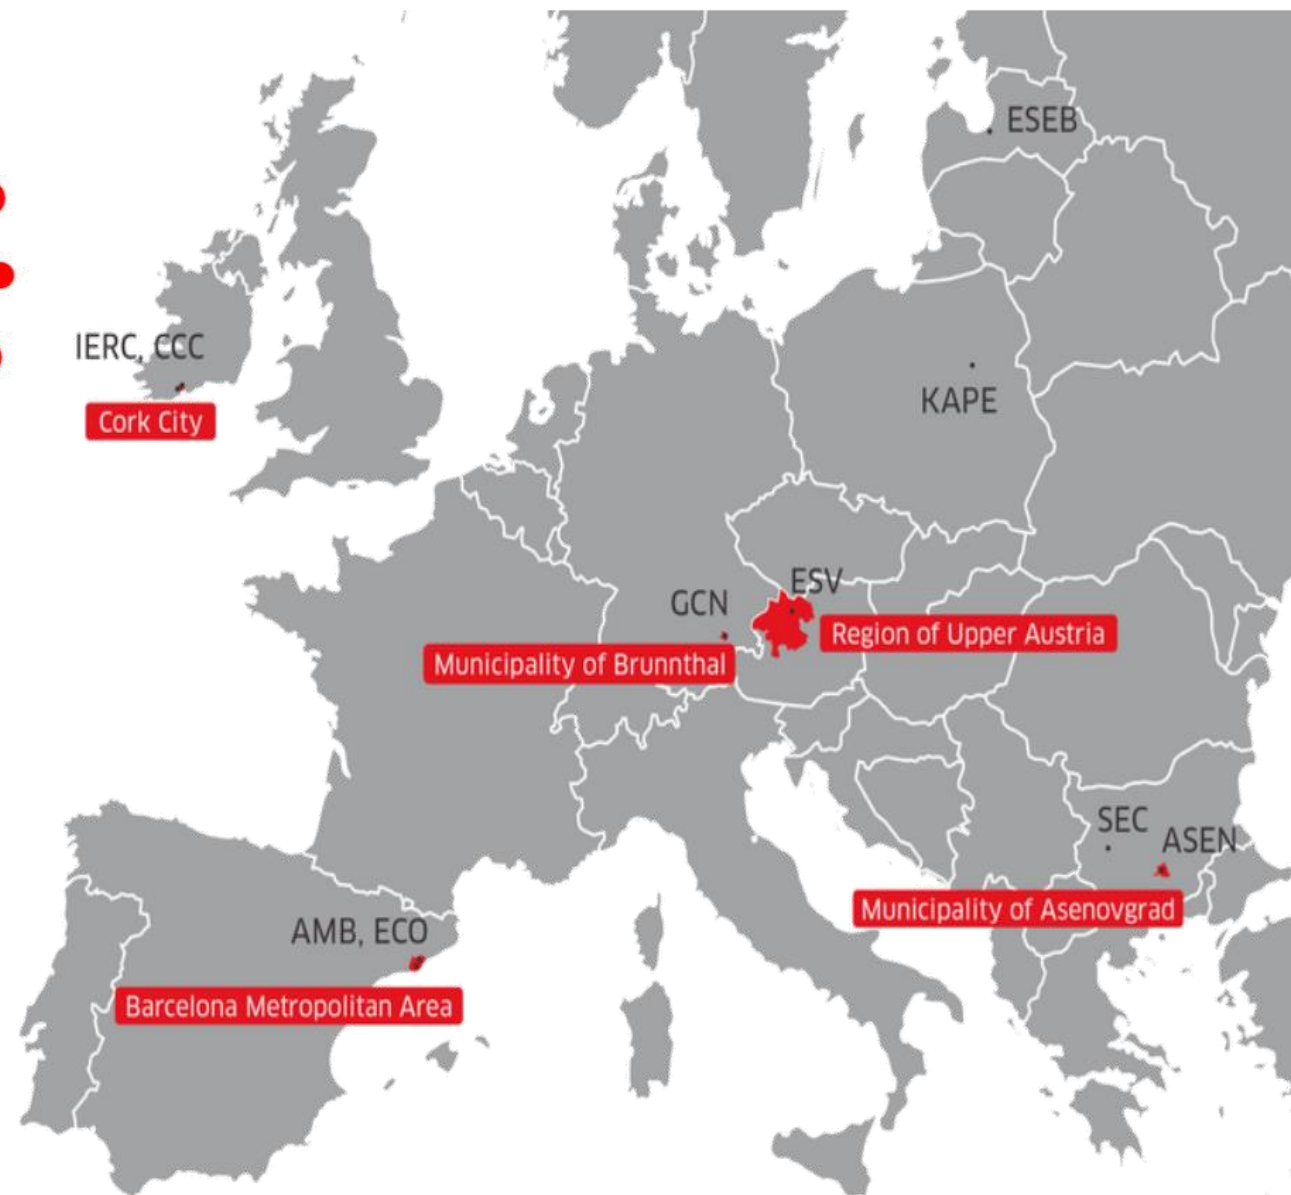 ESEB
IERC, CCC
Cork City
KAPE
ESV
GCN
Region of Upper Austria
Municipality of Brunnthal
SEC
ASEN
Municipality of Asenovgrad
AMB, ECO
Barcelona Metropolitan Area